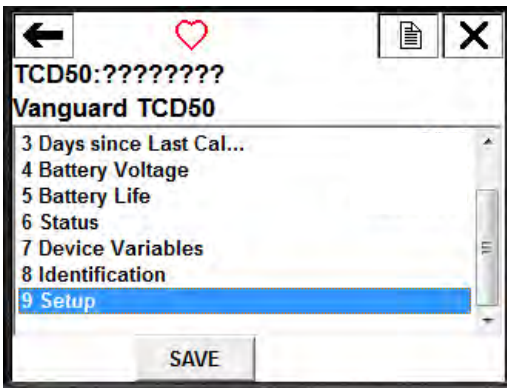 TCD50:????????
Vanguard TCD50
3 Days since Last Cal...
4 Battery Voltage
5 Battery Life
6 Status
7 Device Variables
8 Identification
9 Setup
SAVE